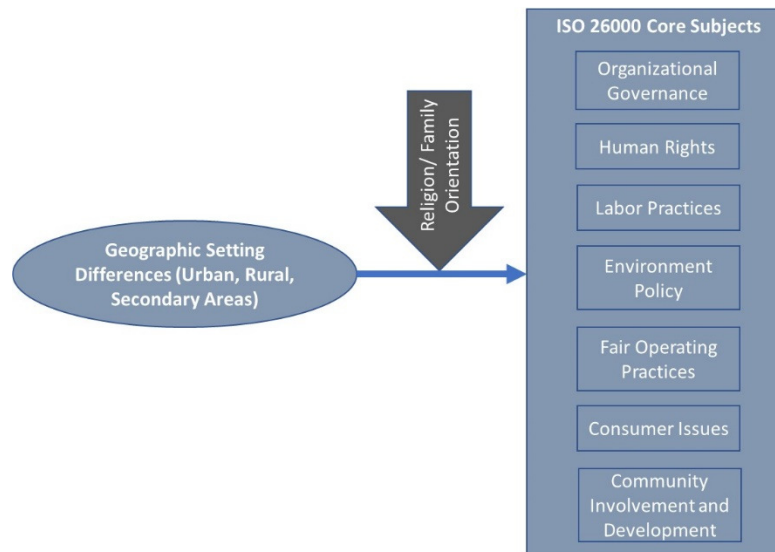 ISO 26000 Core Subjects
Organizational
Governance
Human Rights
Religion/ Family
Orientation
Labor Practices
Geographic Setting
Differences (Urban, Rural,
Secondary Areas)
Environment
Policy
Fair Operating
Practices
Consumer Issues
Community
Involvement and
Development